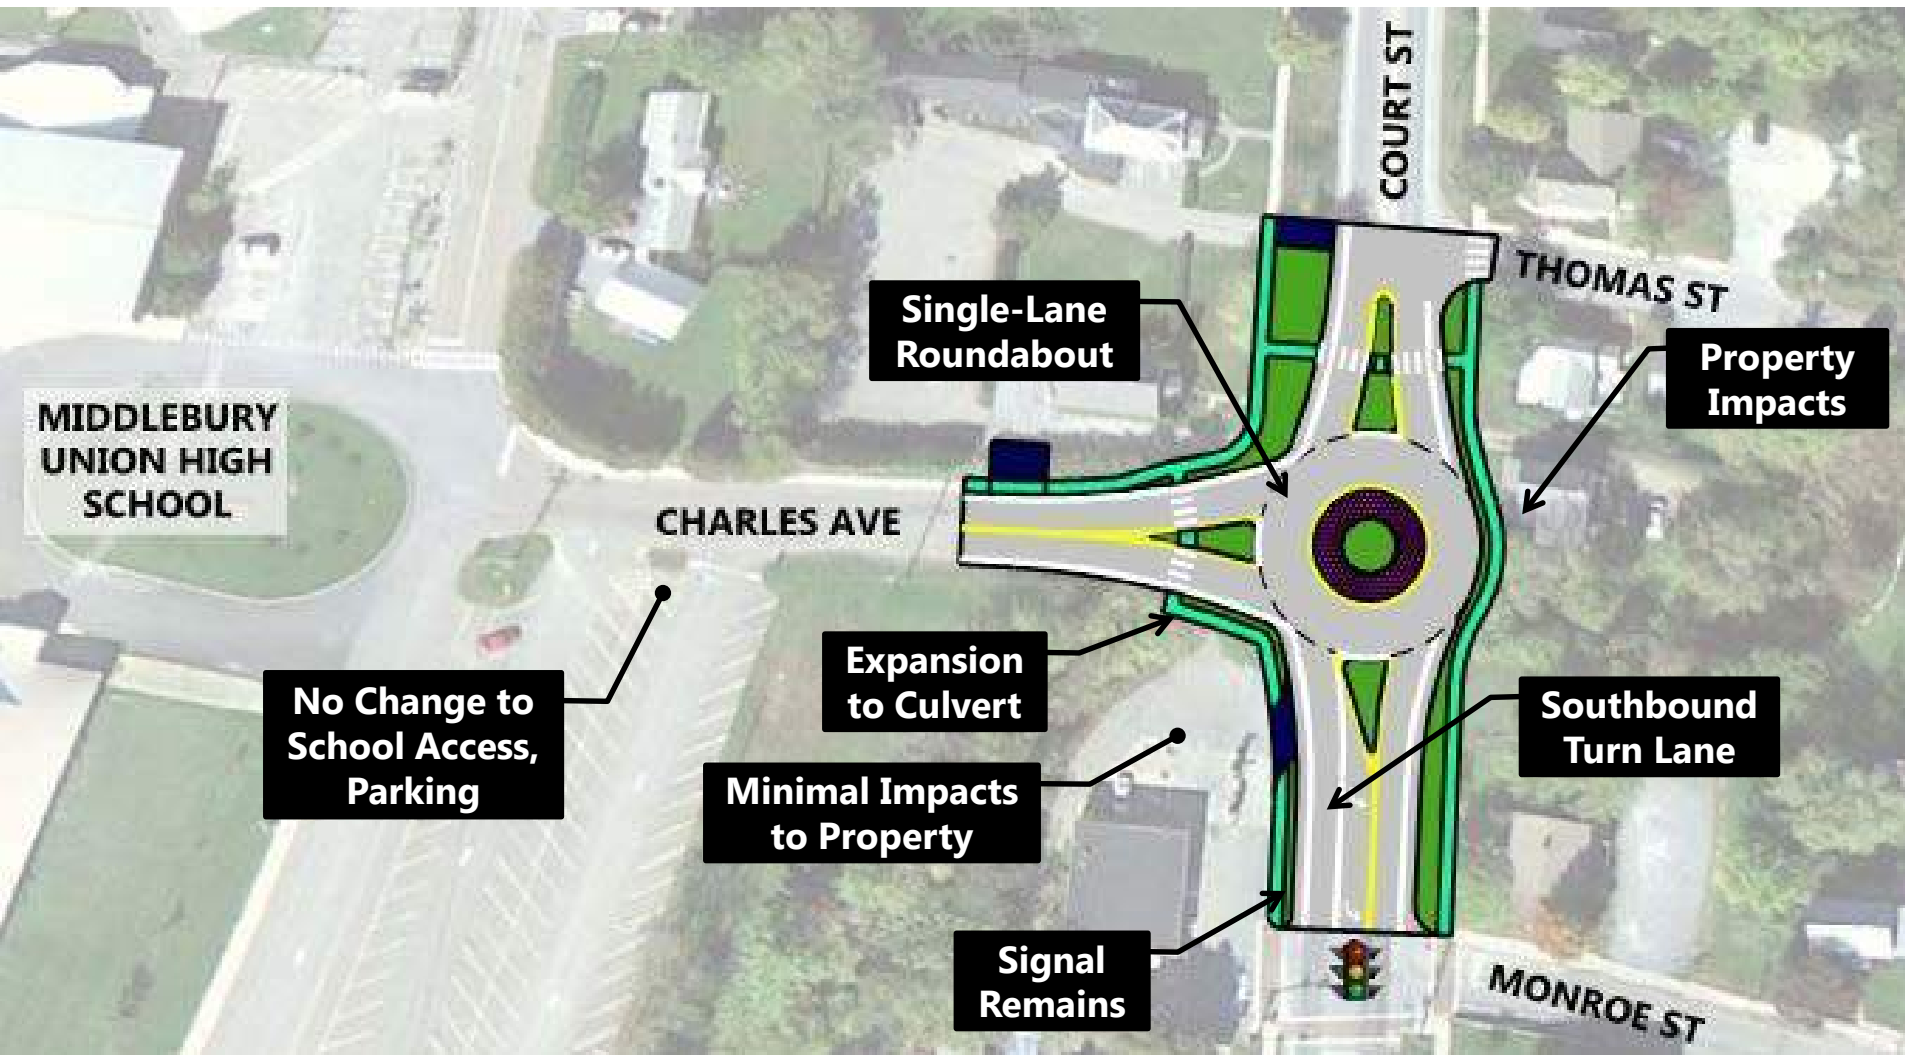 COURT ST
THOMAS ST
Single-Lane
Roundabout
Property
Impacts
MIDDLEBURY
UNION HIGH
SCHOOL
CHARLES AVE
Expansion
to Culvert
No Change to
School Access,
Parking
Southbound
Turn Lane
Minimal Impacts
to Property
Signal
Remains
MONROE ST